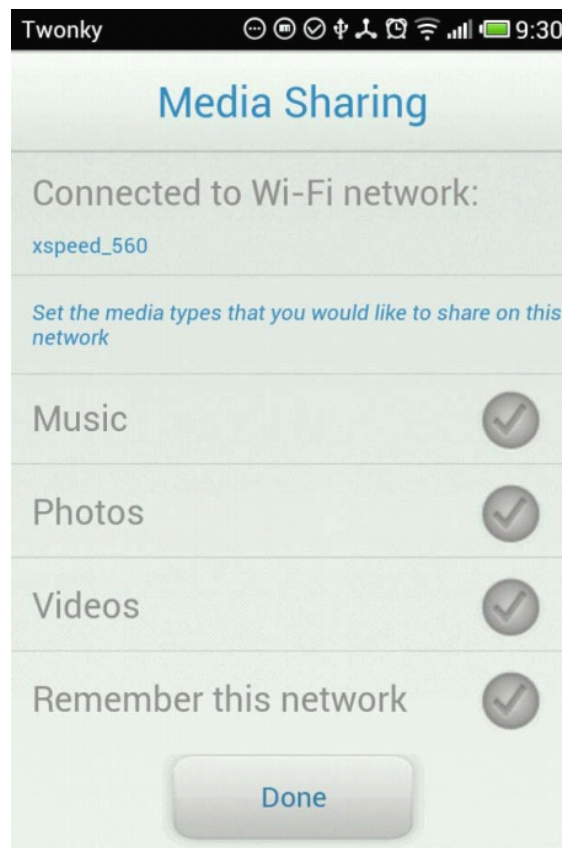 Twonky 9:30
Media Sharing
Connected to Wi-Fi network:
xspeed_560
Set the media types that you would like to share on this
network
Music
Photos
Videos
Remember this network
Done